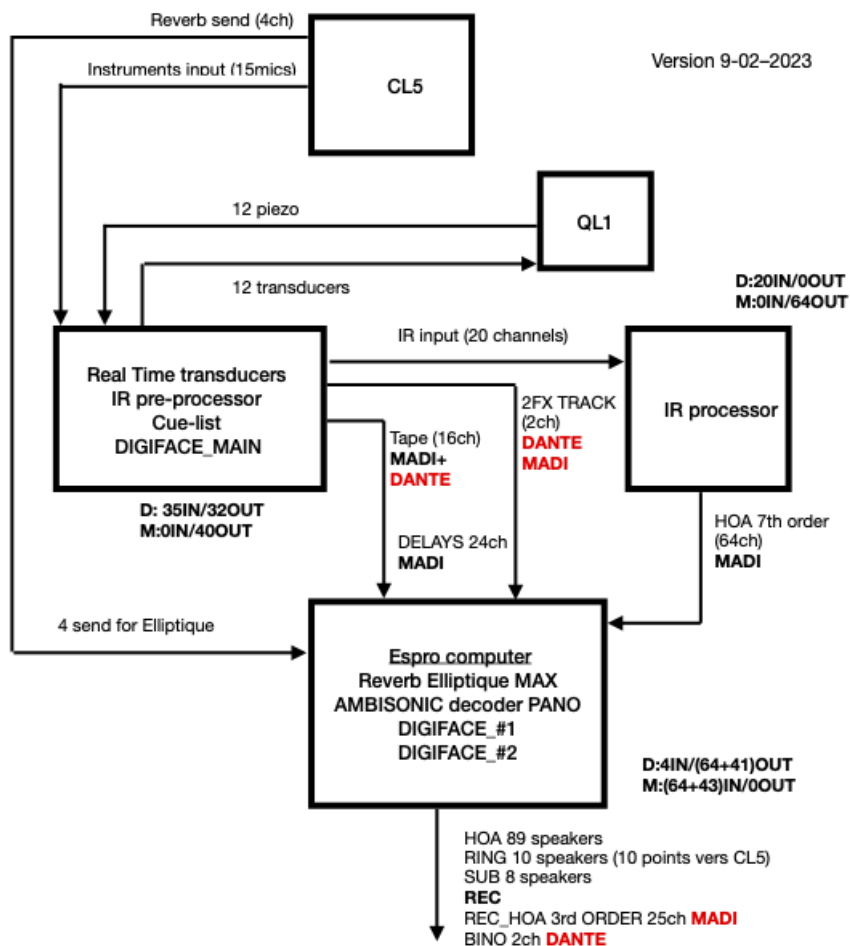 Reverb send (4ch)
Instruments input (15mics)
CL5
Version 9-02–2023
12 piezo
QL1
12 transducers
D:20IN/0OUT
M:0IN/64OUT
IR input (20 channels)
Real Time transducers
IR pre-processor
Cue-list
DIGIFACE_MAIN
IR processor
2FX TRACK
(2ch)
DANTE
MADI
Tape (16ch)
MADI+
DANTE
D: 35IN/32OUT
M:0IN/40OUT
HOA 7th order
(64ch)
MADI
DELAYS 24ch
MADI
4 send for Elliptique
Espro computer
Reverb Elliptique MAX
AMBISONIC decoder PANO
DIGIFACE_#1
DIGIFACE_#2
D:4IN/(64+41)OUT
M:(64+43)IN/0OUT
HOA 89 speakers
RING 10 speakers (10 points vers CL5)
SUB 8 speakers
REC
REC_HOA 3rd ORDER 25ch MADI
BINO 2ch DANTE